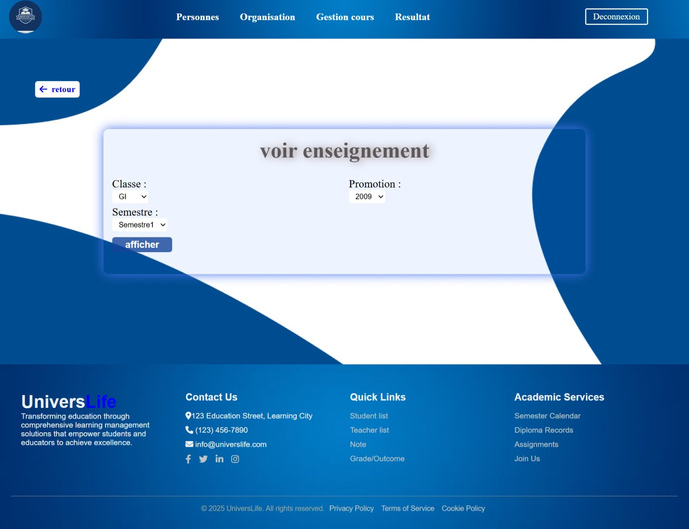 Personnes Organisation Gestion cours Resultat Deconnexion
retour
voir enseignement
Classe : Promotion :
GI 2009
Semestre :
Semestre1
afficher
UniversLife
Transforming education through
comprehensive learning management
solutions that empower students and
educators to achieve excellence.
Contact Us
123 Education Street, Learning City
(123) 456-7890
info@universlife.com
Quick Links
Student list
Teacher list
Note
Grade/Outcome
Academic Services
Semester Calendar
Diploma Records
Assignments
Join Us
© 2025 UniversLife. All rights reserved. Privacy Policy Terms of Service Cookie Policy